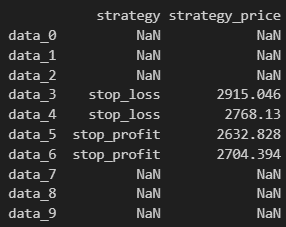 strategy strategy_price
data_0 NaN NaN
data_1 NaN NaN
data_2 NaN NaN
data_3 stop_loss 2915.046
data_4 stop_loss 2768.13
data_5 stop_profit 2632.828
data_6 stop_profit 2704.394
data_7 NaN NaN
data_8 NaN NaN
data_9 NaN NaN